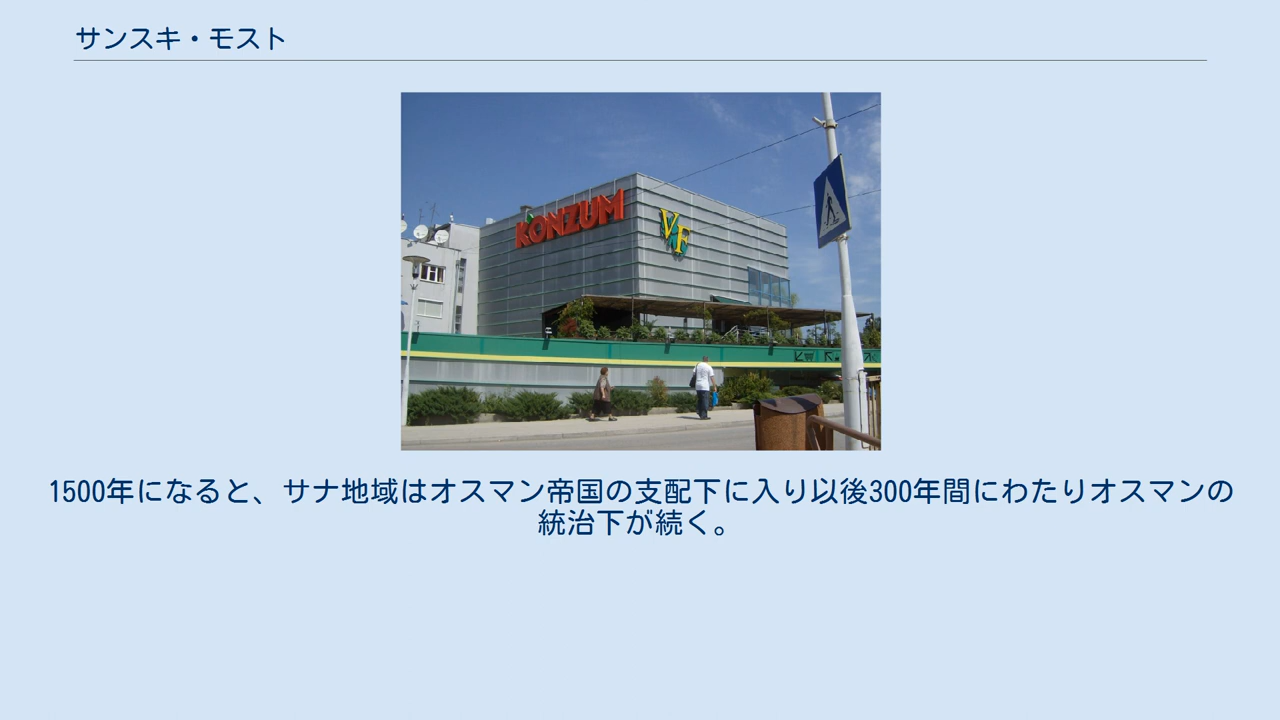 サンスキ・モスト
KONZUM
VF
1500年になると、サナ地域はオスマン帝国の支配下に入り以後300年間にわたりオスマンの
統治下が続く。